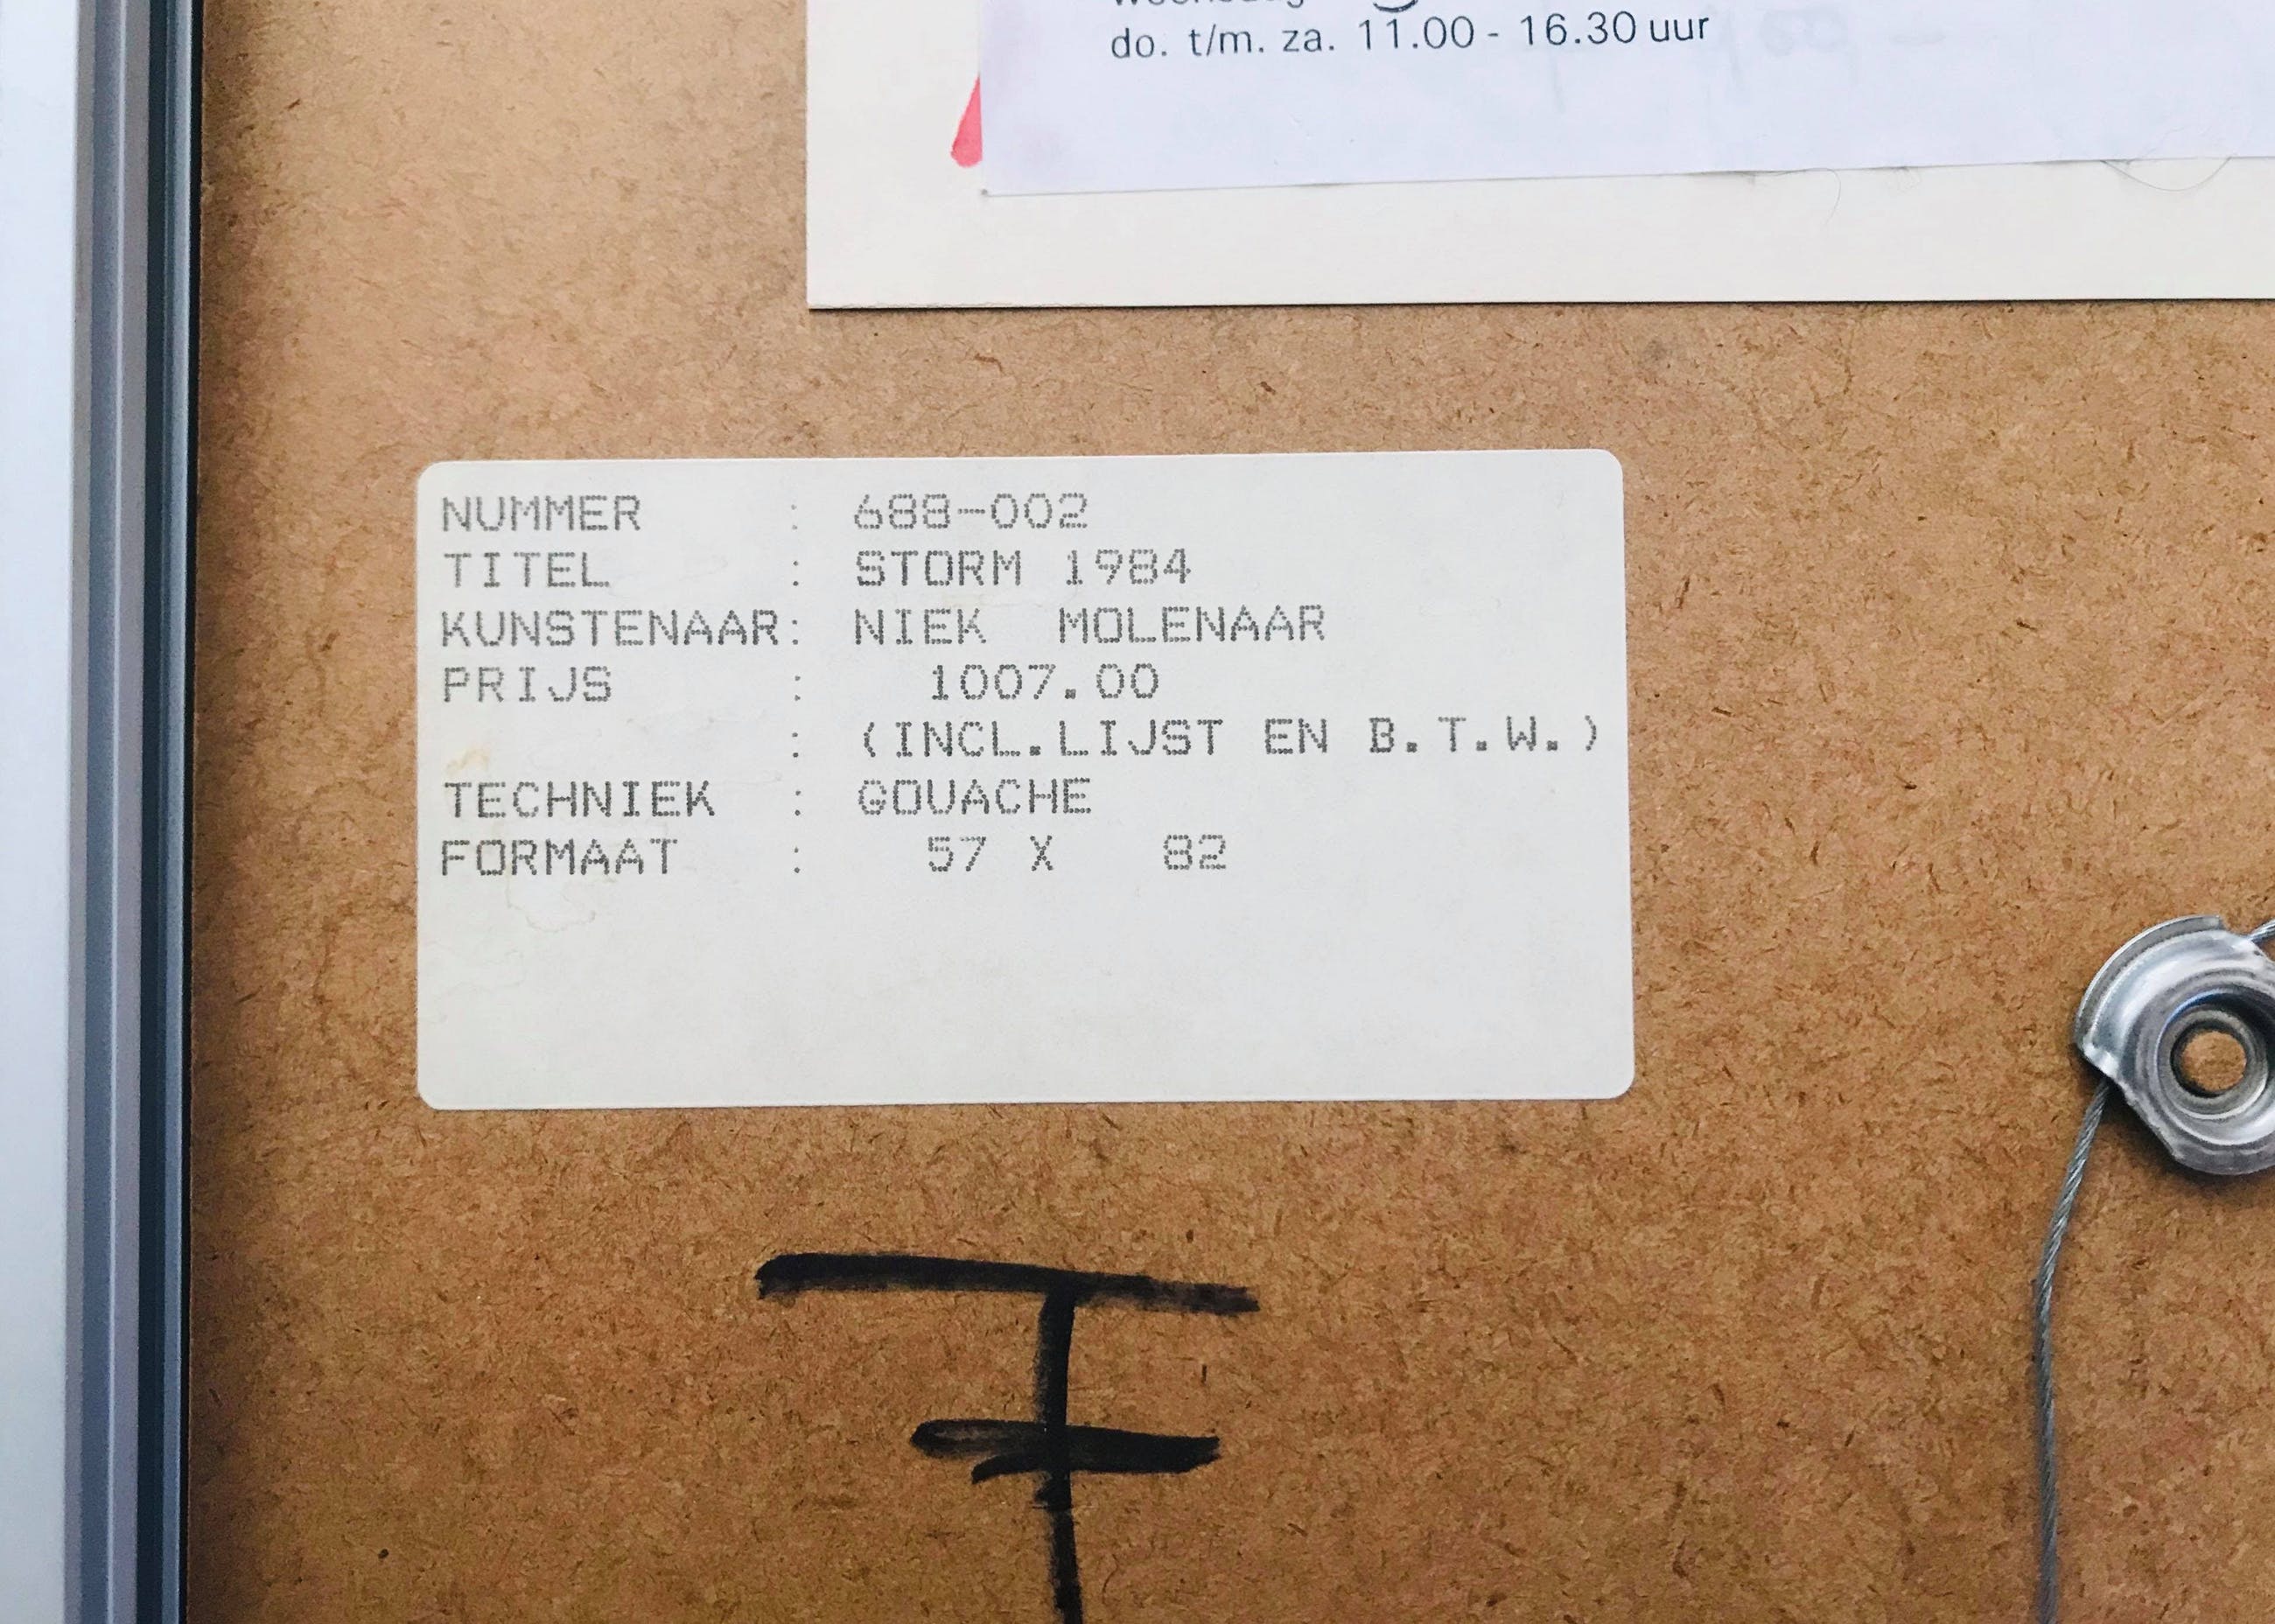 do. t/m. za. 11.00 - 16.30 uur
NUMMER : 688-002
TITEL : STORM 1984
KUNSTENAAR: NIEK MOLENAAR
PRIJS : 1007.00
: (INCL.LIJST EN B.T.W.)
TECHNIEK : GOUACHE
FORMAAT : 57 X 82